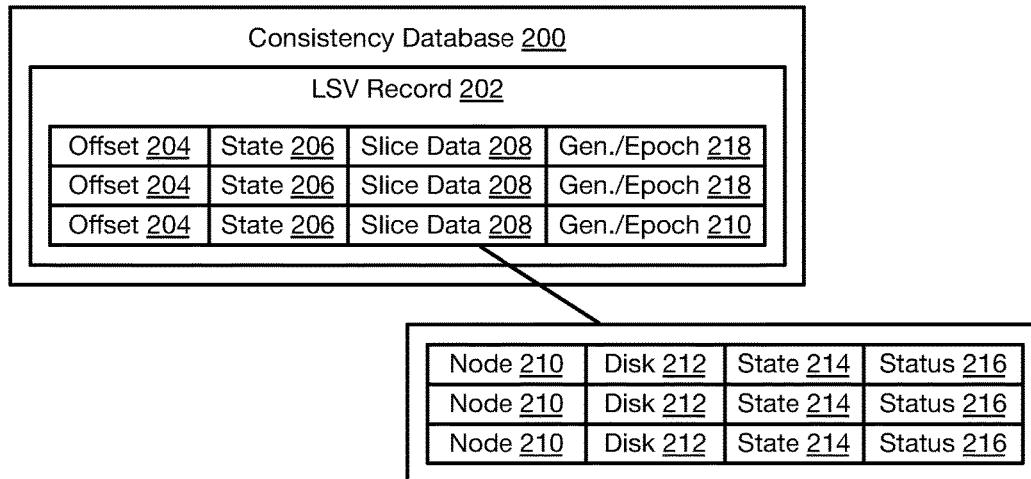 Consistency Database 200
LSV Record 202
Offset 204 State 206 Slice Data 208 Gen./Epoch 218
Offset 204 State 206 Slice Data 208 Gen./Epoch 218
Offset 204 State 206 Slice Data 208 Gen./Epoch 210
Node 210 Disk 212 State 214 Status 216
Node 210 Disk 212 State 214 Status 216
Node 210 Disk 212 State 214 Status 216